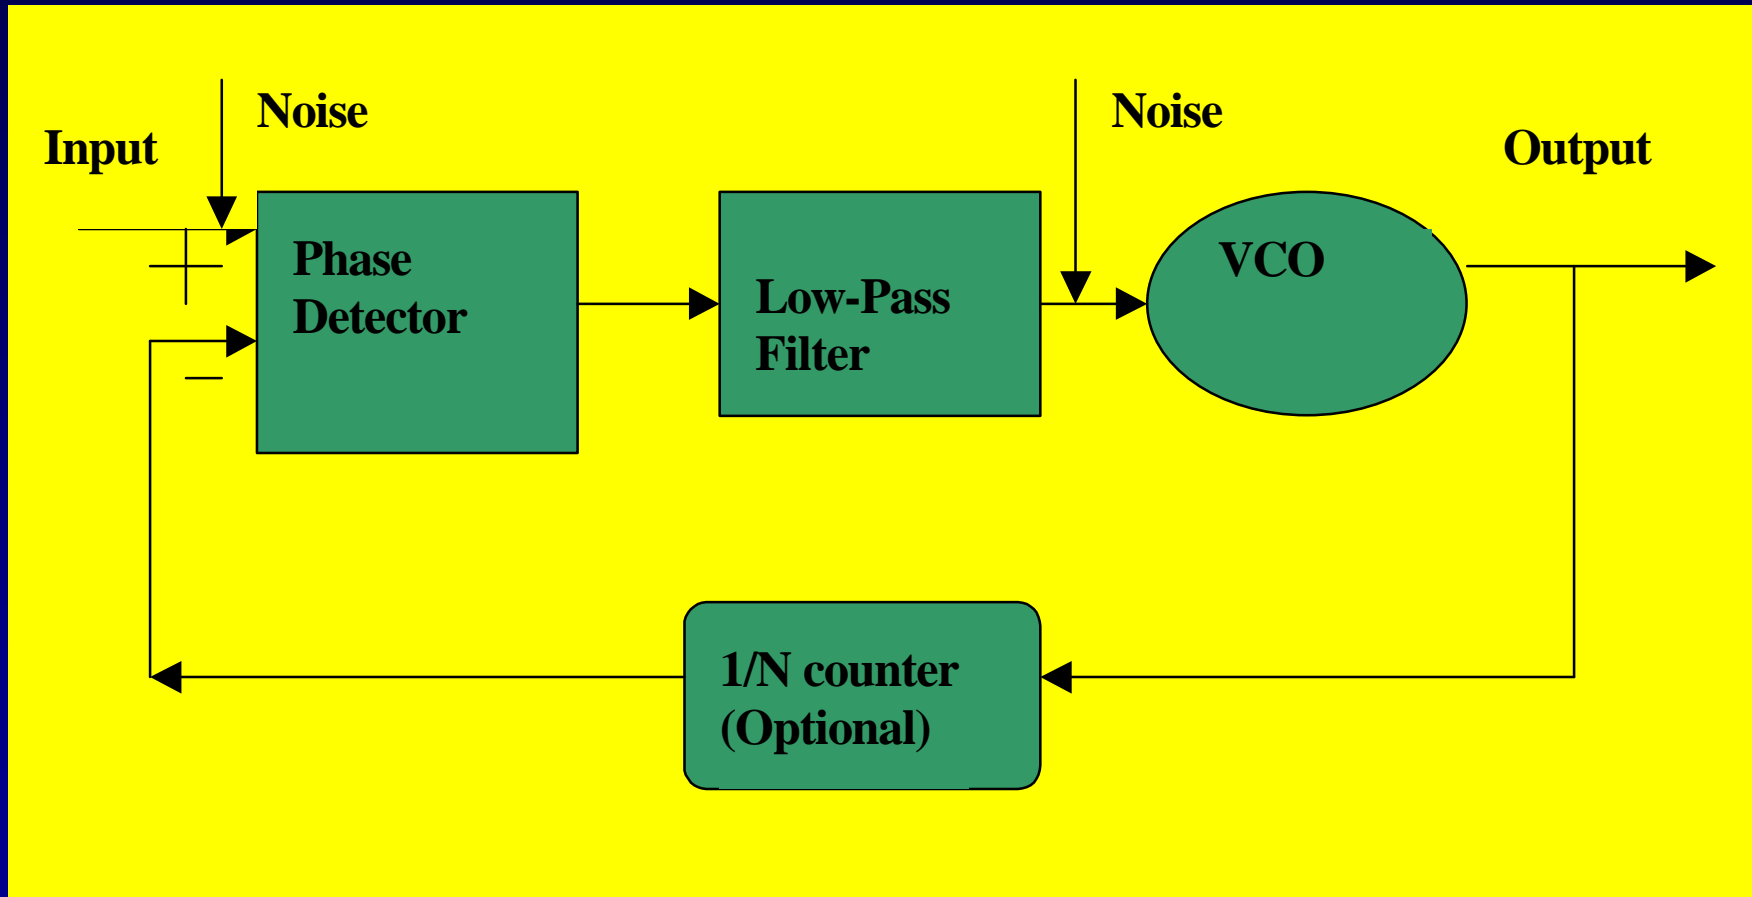 Noise
Noise
Input
Output
+
Phase
Detector
VCO
Low-Pass
Filter
−
1/N counter
(Optional)